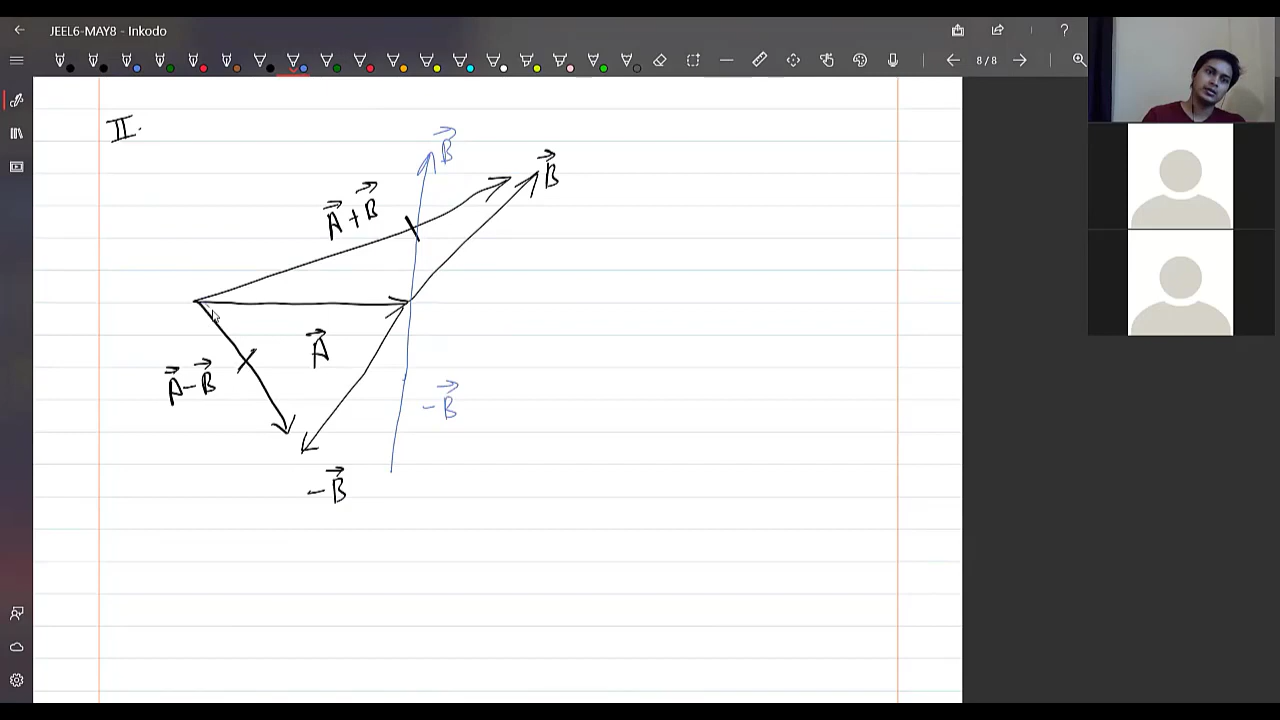 JEEL6-MAY8 - Inkodo
8/8
II.
B⃗
B⃗
A⃗+B⃗
A⃗
A⃗-B⃗
-B⃗
-B⃗